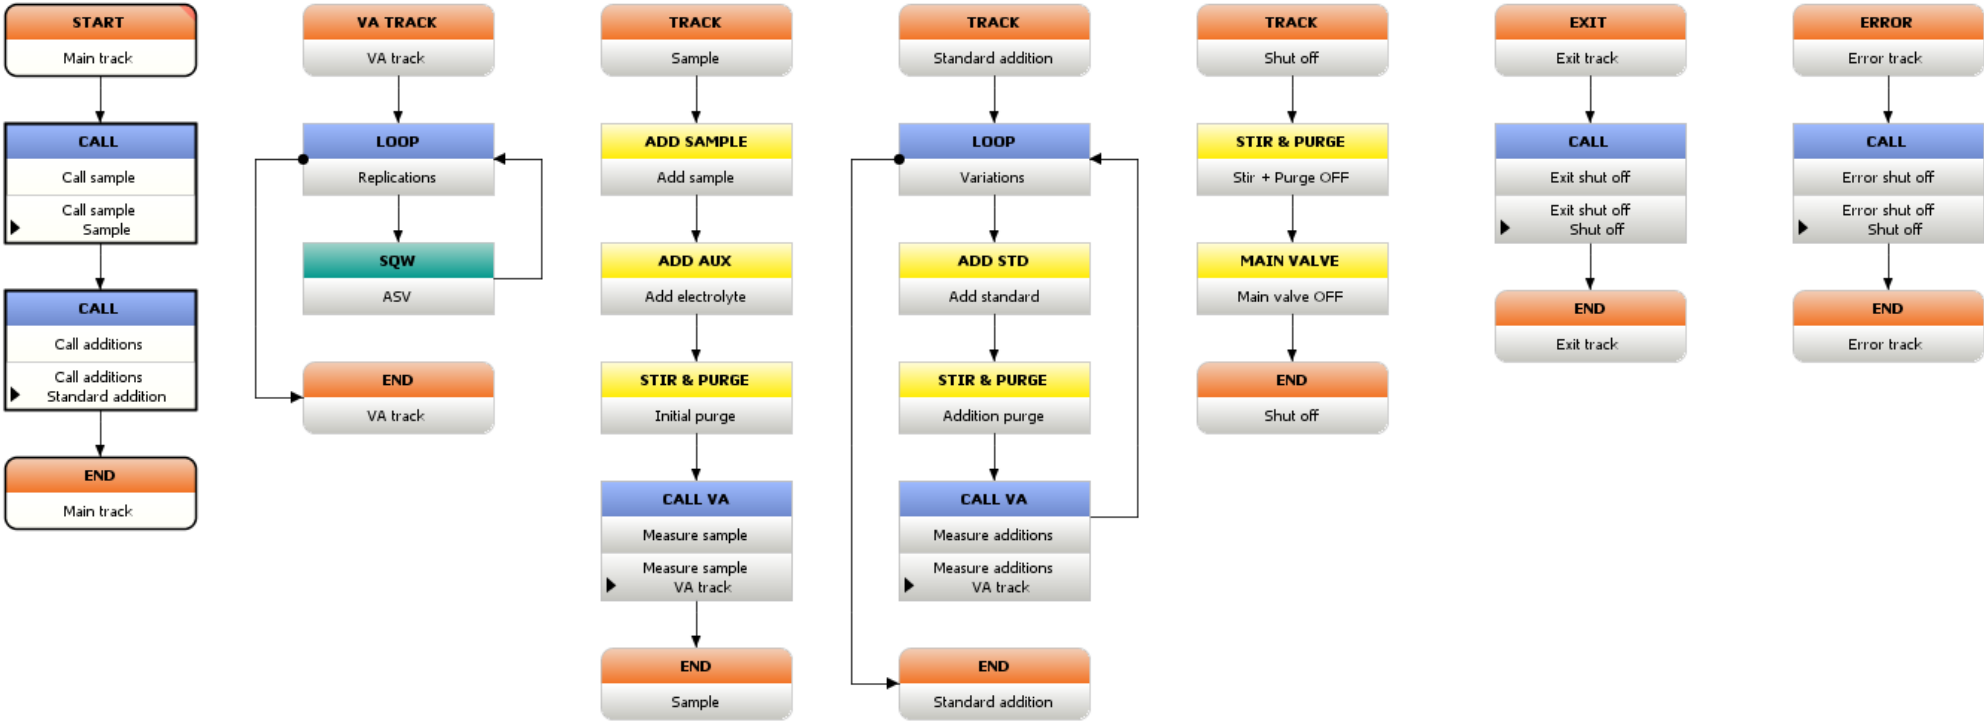 START
Main track
CALL
Call sample
Call sample
Sample
CALL
Call additions
Call additions
Standard addition
END
Main track
VA TRACK
VA track
LOOP
Replications
SQW
ASV
END
VA track
TRACK
Sample
ADD SAMPLE
Add sample
ADD AUX
Add electrolyte
STIR & PURGE
Initial purge
CALL VA
Measure sample
Measure sample
VA track
END
Sample
TRACK
Standard addition
LOOP
Variations
ADD STD
Add standard
STIR & PURGE
Addition purge
CALL VA
Measure additions
Measure additions
VA track
END
Standard addition
TRACK
Shut off
STIR & PURGE
Stir + Purge OFF
MAIN VALVE
Main valve OFF
END
Shut off
EXIT
Exit track
CALL
Exit shut off
Exit shut off
Shut off
END
Exit track
ERROR
Error track
CALL
Error shut off
Error shut off
Shut off
END
Error track